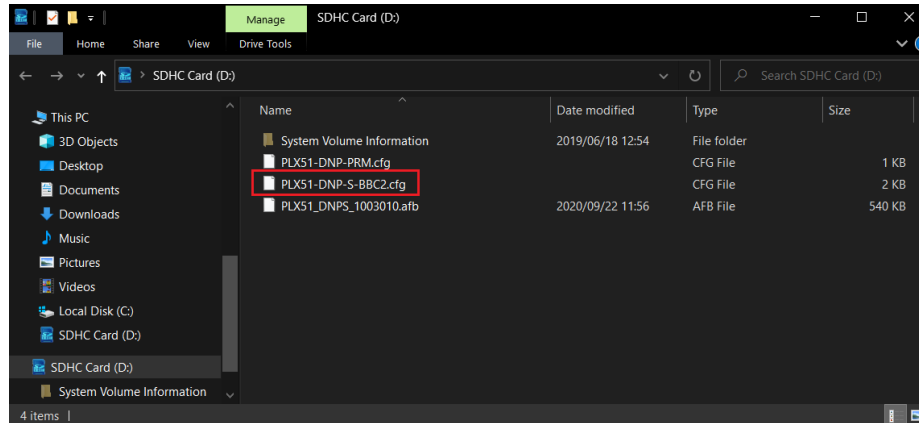 Manage SDHC Card (D:)
File Home Share View Drive Tools
SDHC Card (D:) Search SDHC Card (D:)
Name Date modified Type Size
This PC
3D Objects
Desktop
Documents
Downloads
Music
Pictures
Videos
Local Disk (C:)
SDHC Card (D:)
SDHC Card (D:)
System Volume Information
System Volume Information 2019/06/18 12:54 File folder
PLX51-DNP-PRM.cfg CFG File 1 KB
PLX51-DNP-S-BBC2.cfg CFG File 2 KB
PLX51_DNPS_1003010.afb 2020/09/22 11:56 AFB File 540 KB
4 items